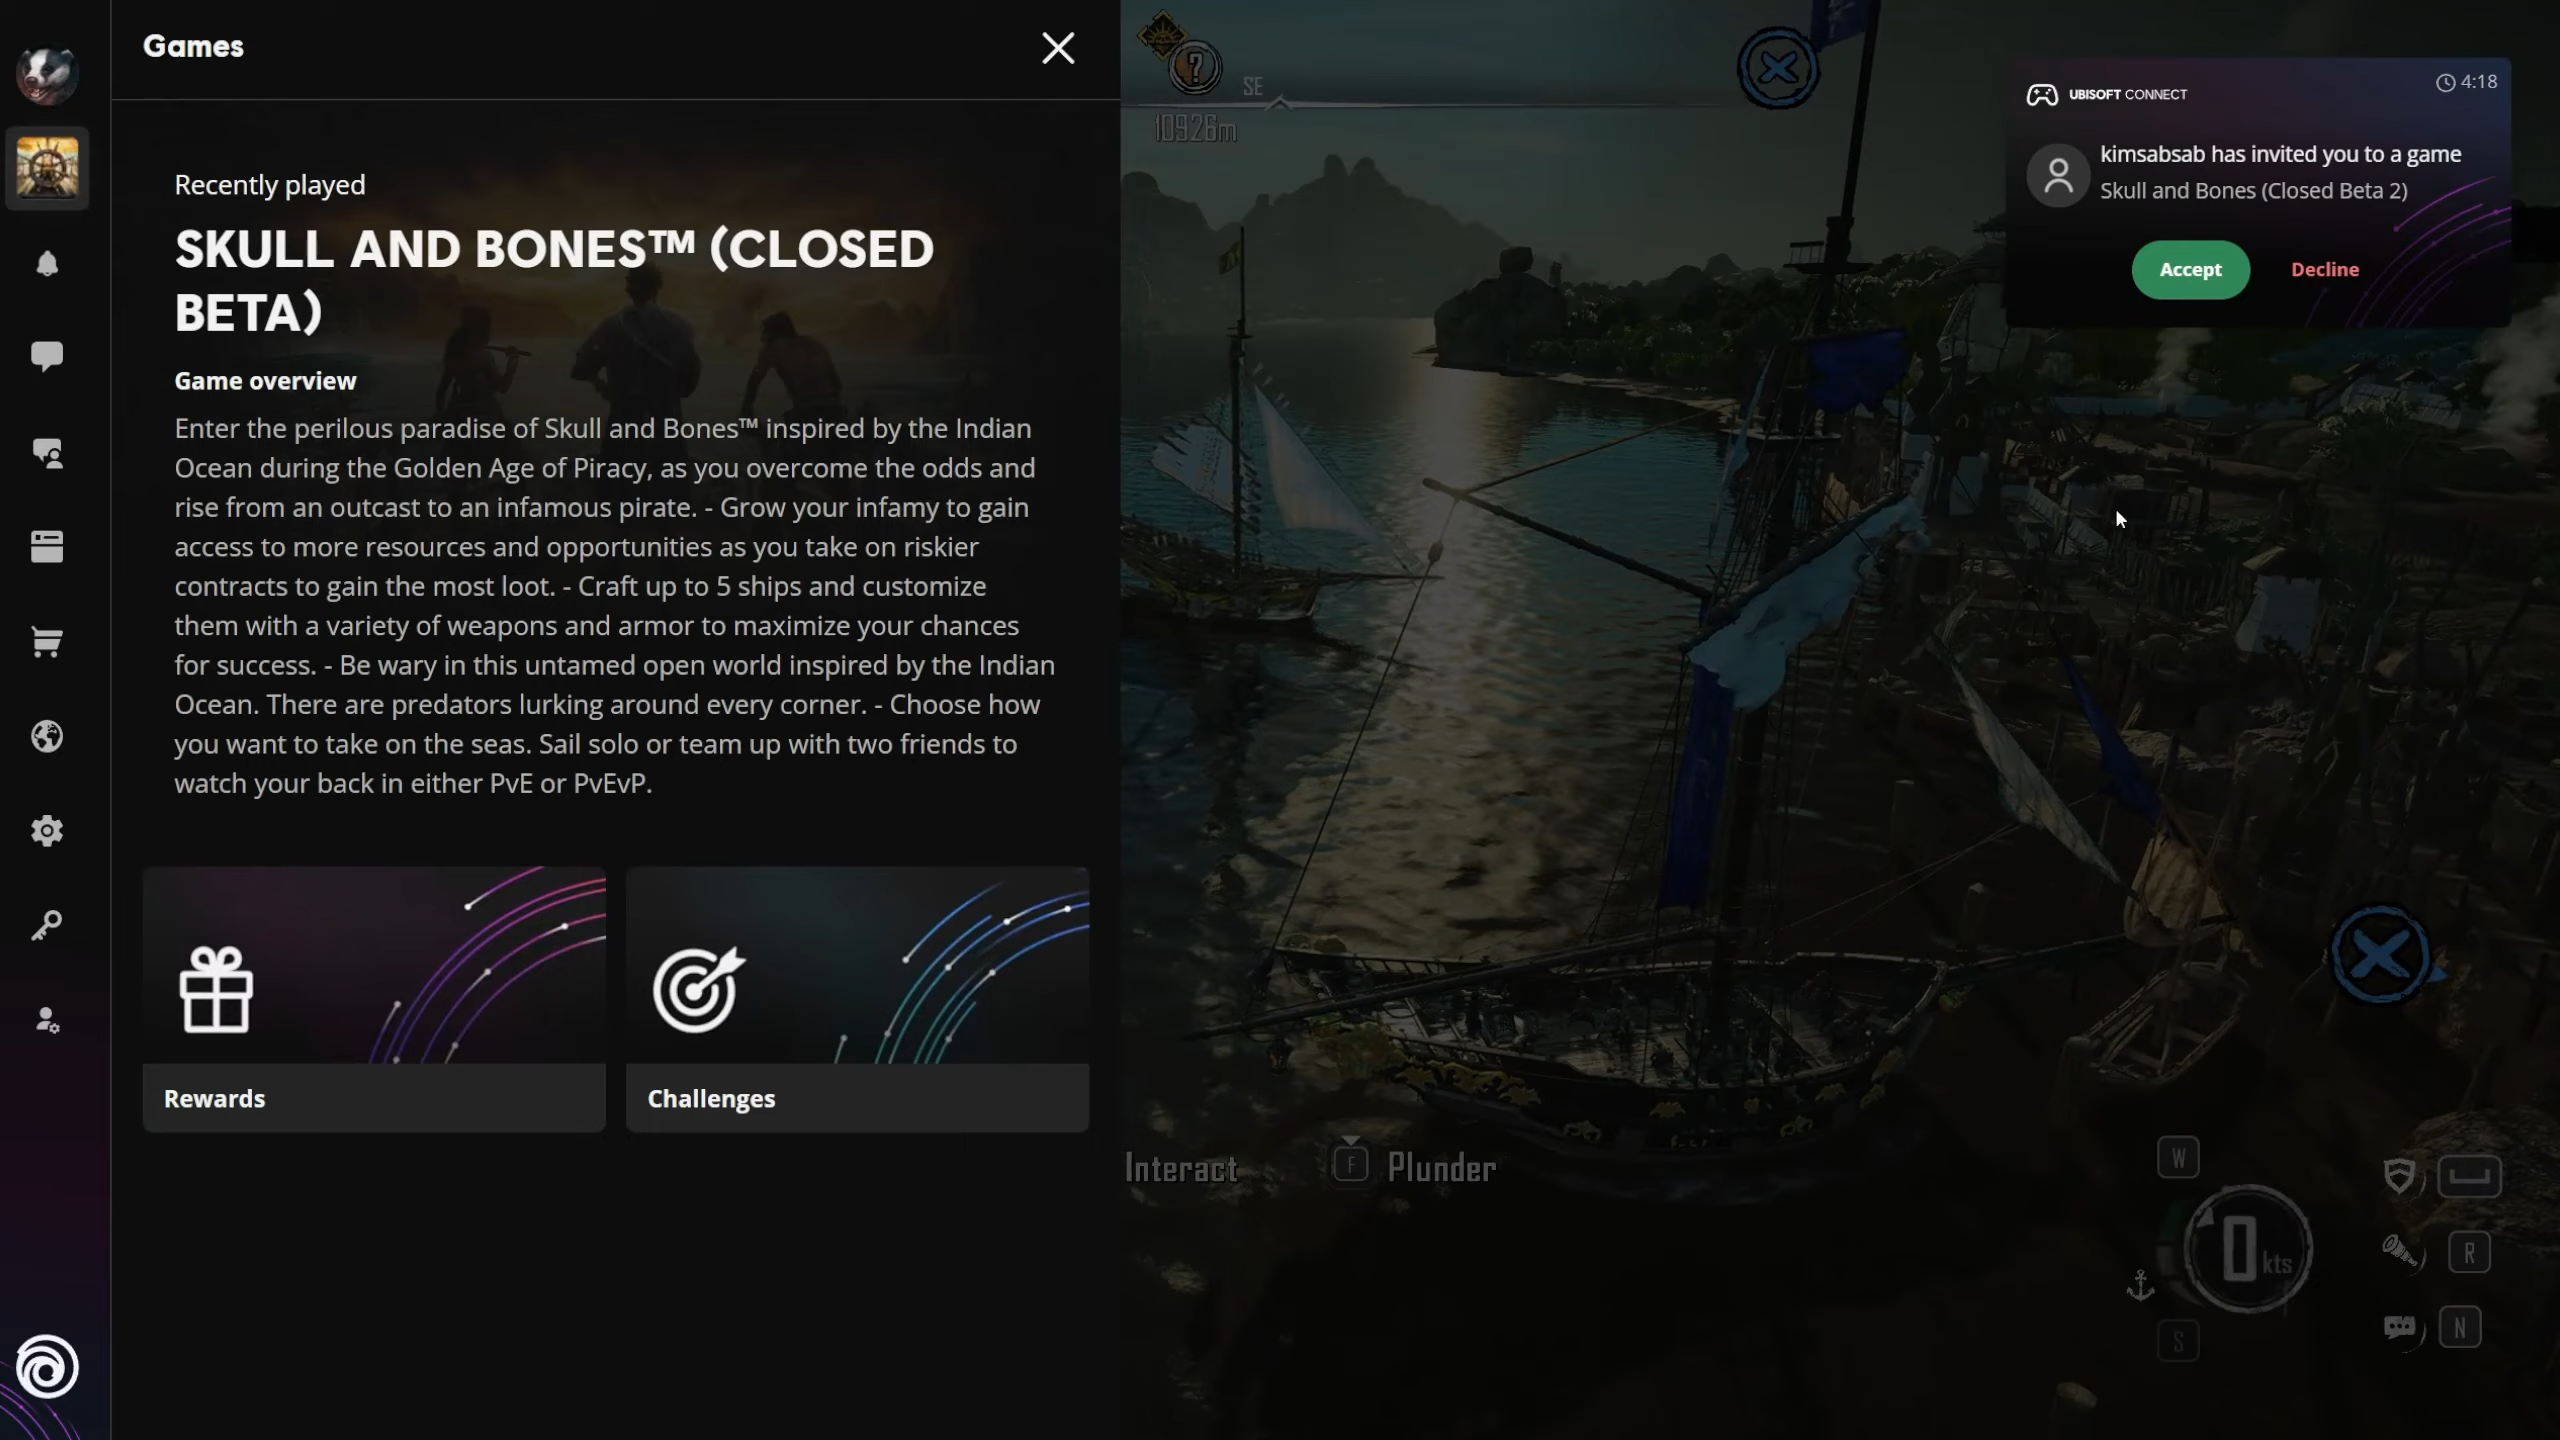 Games
Recently played
SKULL AND BONES™ (CLOSED
BETA)
Game overview
Enter the perilous paradise of Skull and Bones™ inspired by the Indian
Ocean during the Golden Age of Piracy, as you overcome the odds and
rise from an outcast to an infamous pirate. - Grow your infamy to gain
access to more resources and opportunities as you take on riskier
contracts to gain the most loot. - Craft up to 5 ships and customize
them with a variety of weapons and armor to maximize your chances
for success. - Be wary in this untamed open world inspired by the Indian
Ocean. There are predators lurking around every corner. - Choose how
you want to take on the seas. Sail solo or team up with two friends to
watch your back in either PvE or PvEvP.
Rewards
Challenges
?
SE
10926m
UBISOFT CONNECT
4:18
kimsabsab has invited you to a game
Skull and Bones (Closed Beta 2)
Accept
Decline
Interact
F
Plunder
W
0 kts
S
R
N